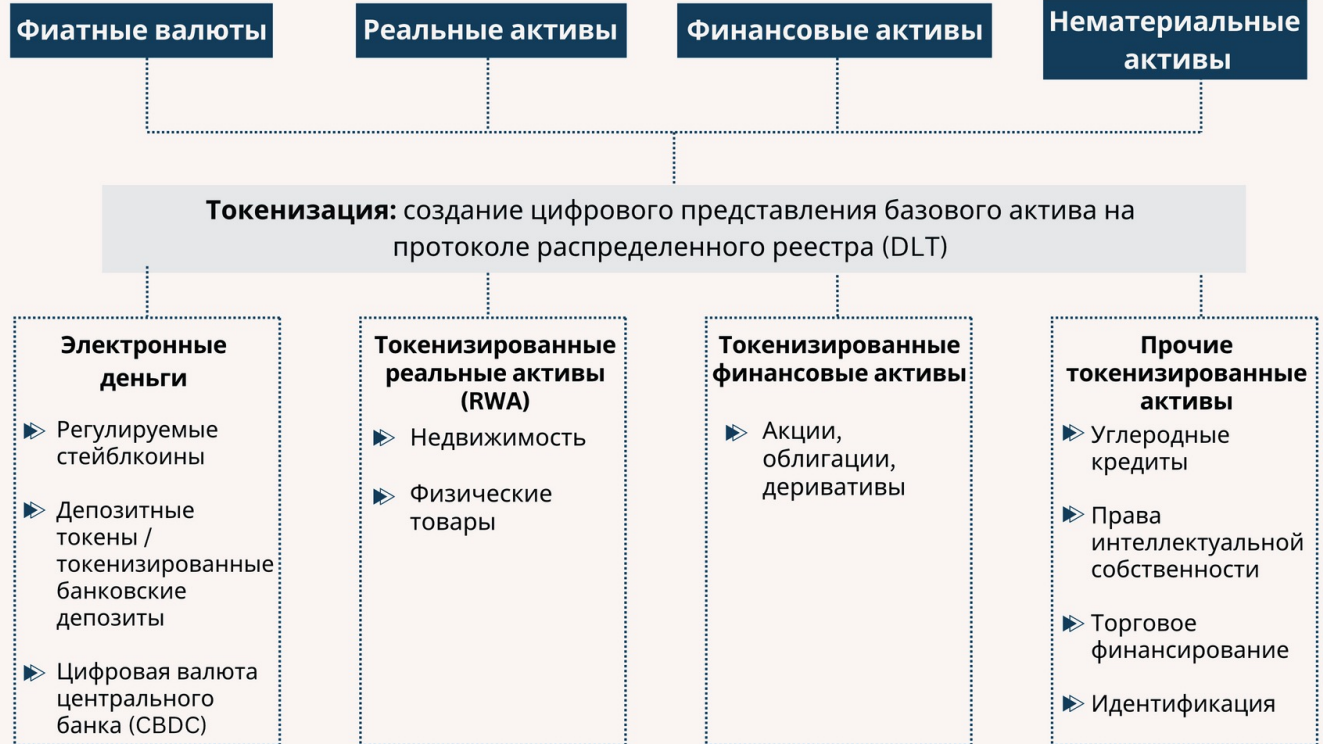 Фиатные валюты
Реальные активы
Финансовые активы
Нематериальные
активы
Токенизация: создание цифрового представления базового актива на
протоколе распределенного реестра (DLT)
Электронные
деньги
Регулируемые
стейблкоины
Депозитные
токены /
токенизированные
банковские
депозиты
Цифровая валюта
центрального
банка (CBDC)
Токенизированные
реальные активы
(RWA)
Недвижимость
Физические
товары
Токенизированные
финансовые активы
Акции,
облигации,
деривативы
Прочие
токенизированные
активы
Углеродные
кредиты
Права
интеллектуальной
собственности
Торговое
финансирование
Идентификация